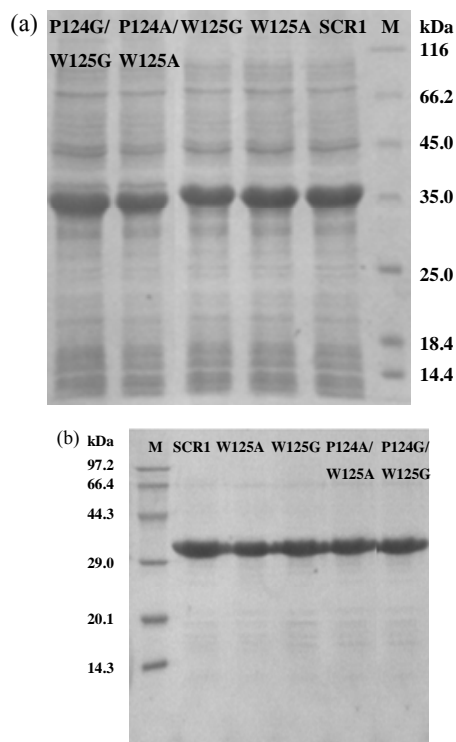 (a)
P124G/ P124A/ W125G W125A SCR1 M kDa
W125G W125A
116
66.2
45.0
35.0
25.0
18.4
14.4
(b)
kDa M SCR1 W125A W125G P124A/ P124G/
W125A W125G
97.2
66.4
44.3
29.0
20.1
14.3